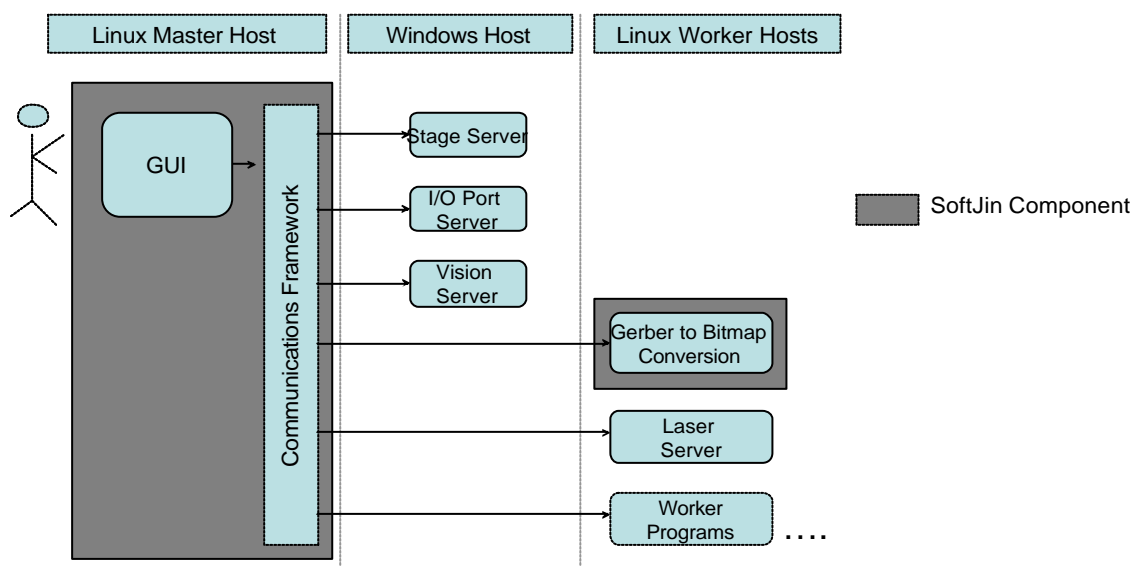 Linux Master Host
Windows Host
Linux Worker Hosts
GUI
Communications Framework
Stage Server
I/O Port
Server
Vision
Server
Gerber to Bitmap
Conversion
Laser
Server
Worker
Programs
....
SoftJin Component